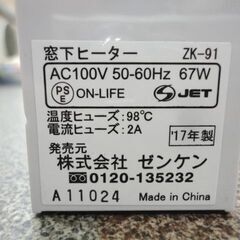 窓下ヒーター ZK-91
AC100V 50-60Hz 67W
PSE ON-LIFE JET
温度ヒューズ:98℃
電流ヒューズ:2A
'17年製
発売元
株式会社 ゼンケン
0120-135232
A11024 Made in China